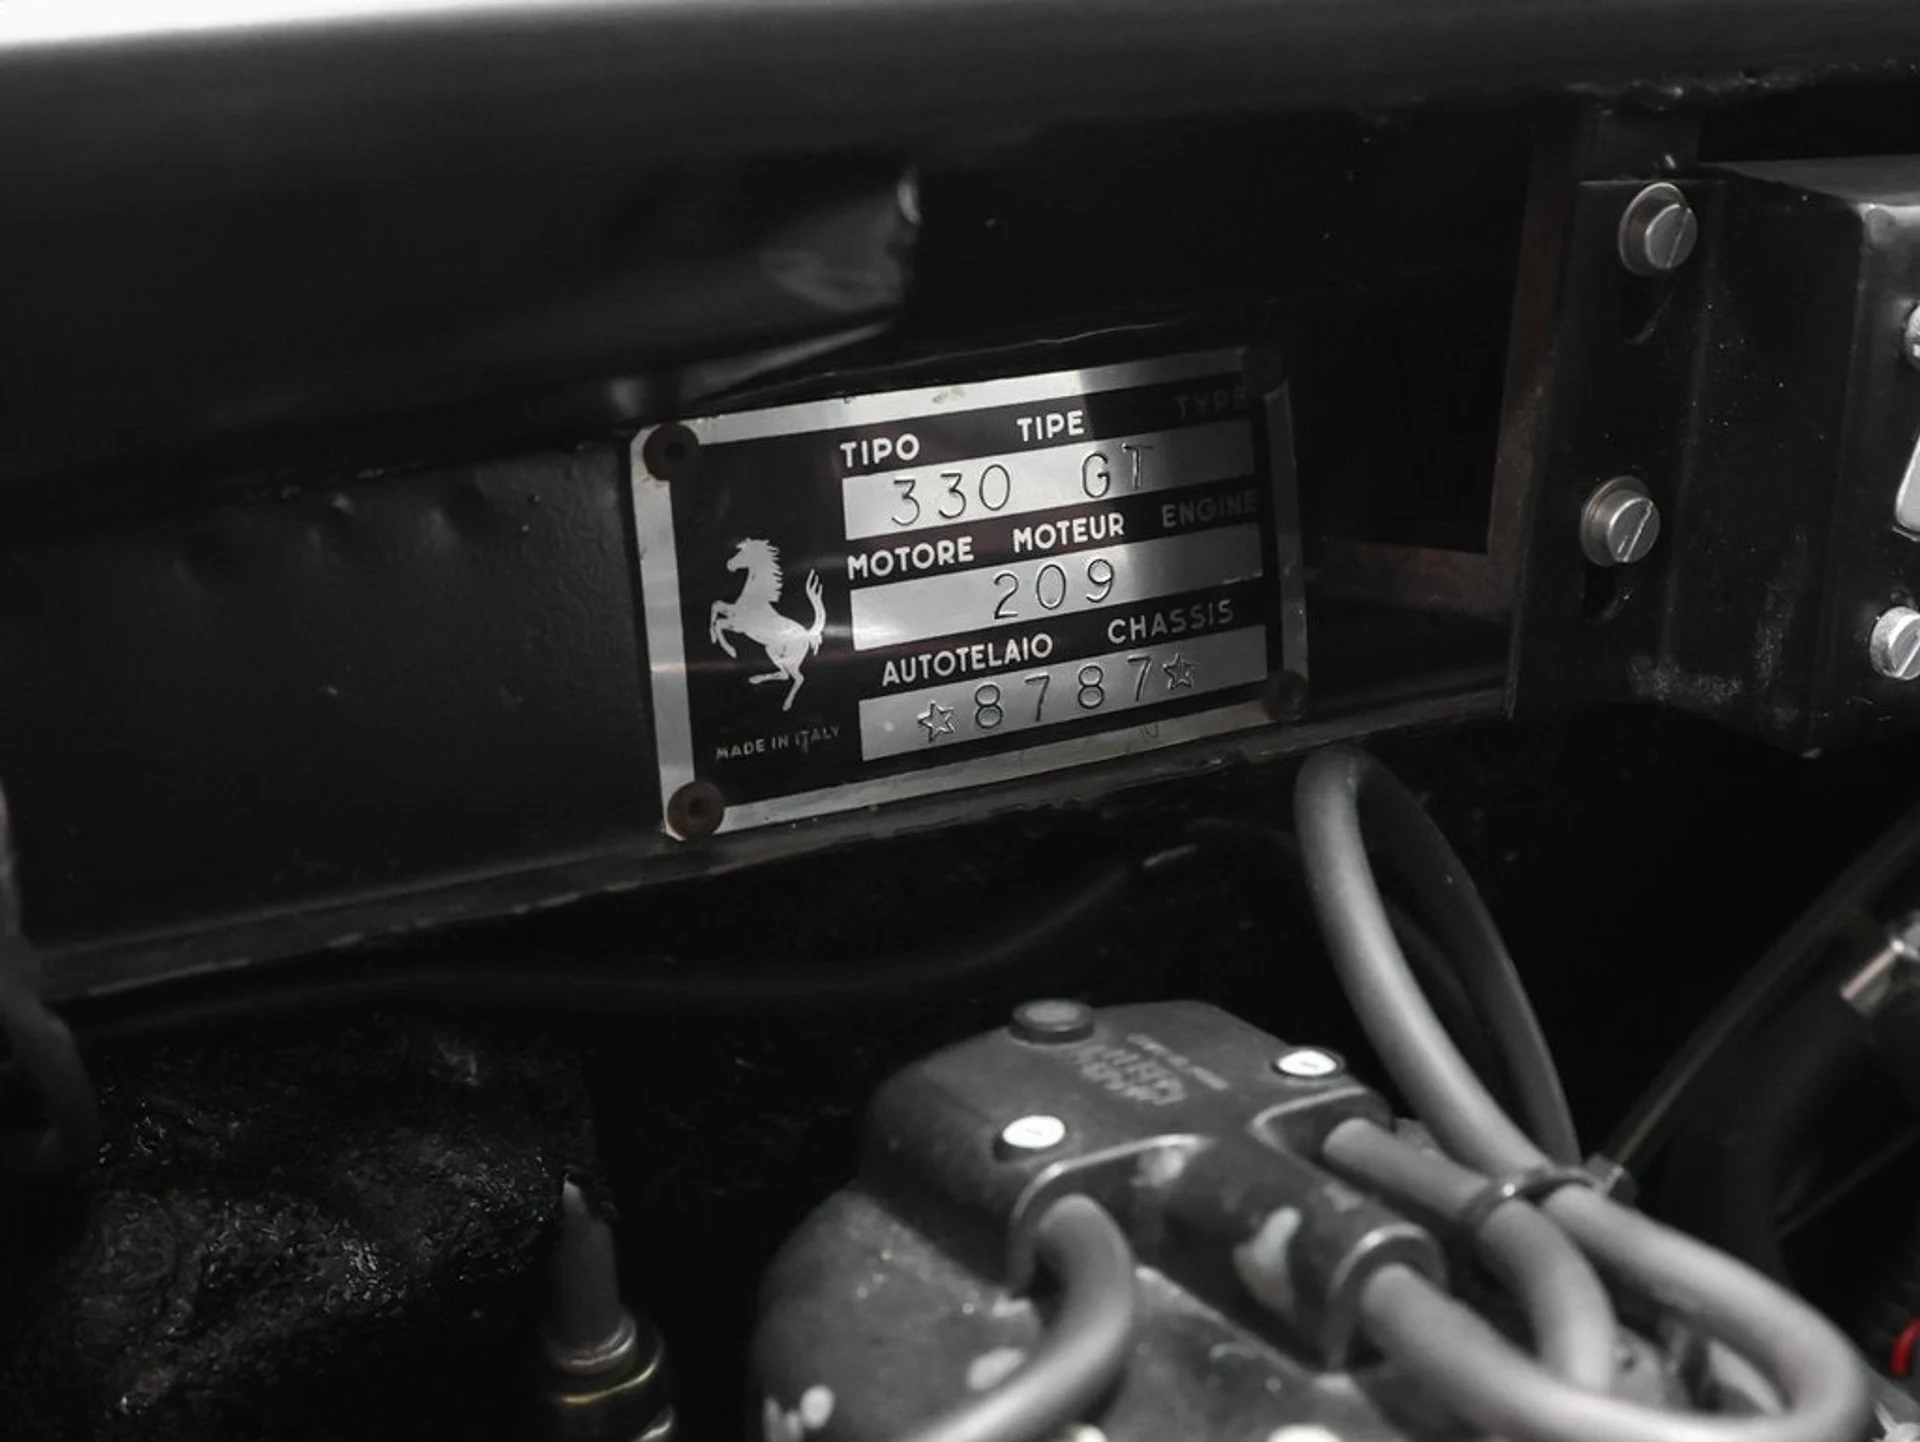 TIPO TIPE TYPE
330 GT
MOTORE MOTEUR ENGINE
209
AUTOTELAIO CHASSIS
☆8787☆
MADE IN ITALY